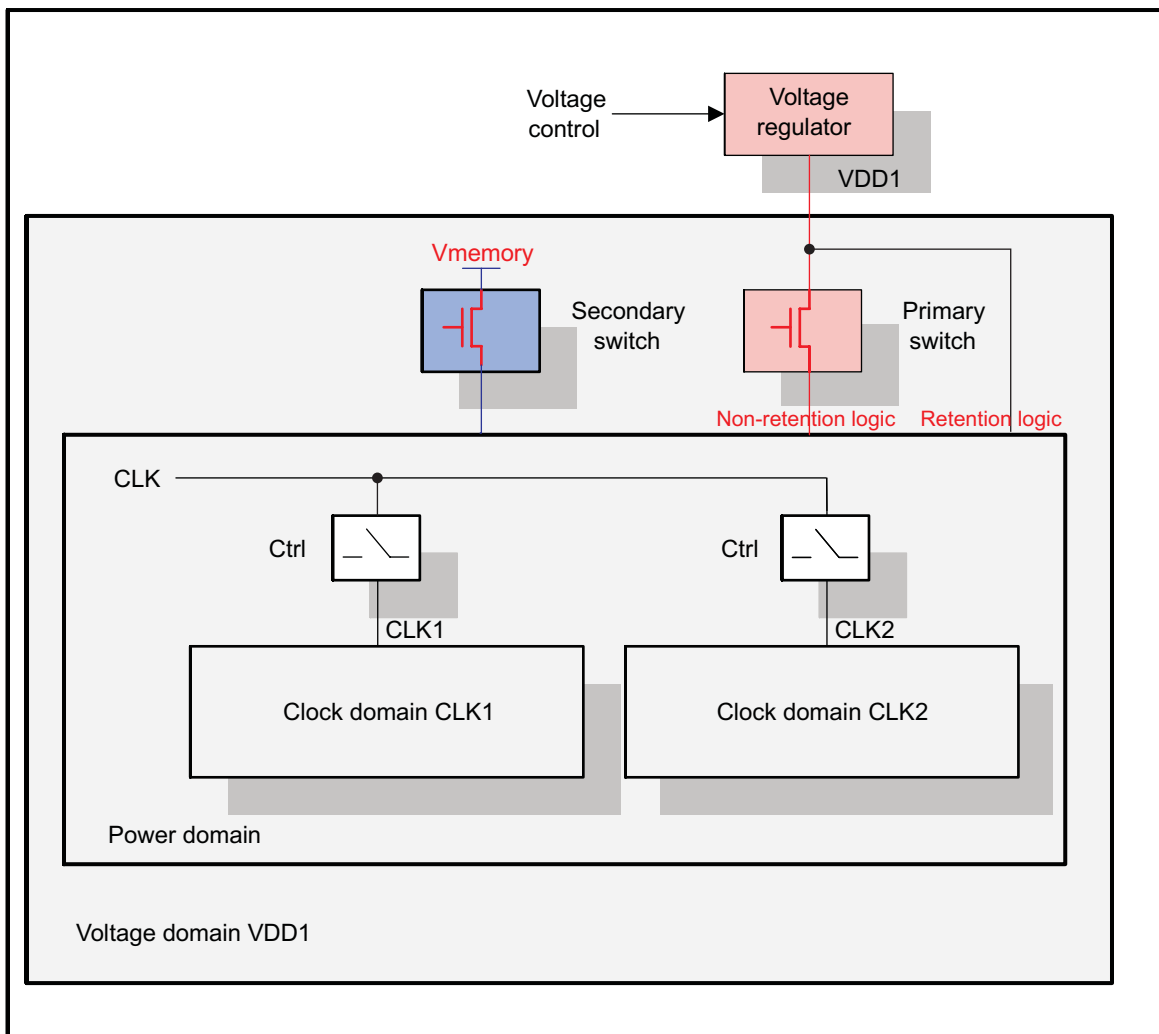 Voltage
control
Voltage
regulator
VDD1
Vmemory
Secondary
switch
Primary
switch
Non-retention logic
Retention logic
CLK
Ctrl
Ctrl
CLK1
CLK2
Clock domain CLK1
Clock domain CLK2
Power domain
Voltage domain VDD1